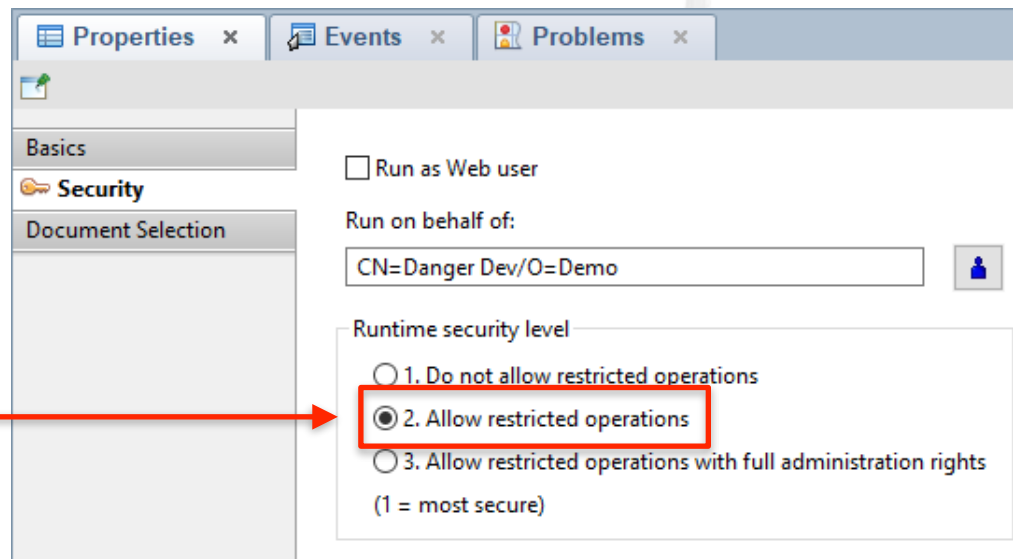 Properties
Events
Problems
Basics
Security
Document Selection
Run as Web user
Run on behalf of:
CN=Danger Dev/O=Demo
Runtime security level
1. Do not allow restricted operations
2. Allow restricted operations
3. Allow restricted operations with full administration rights
(1 = most secure)